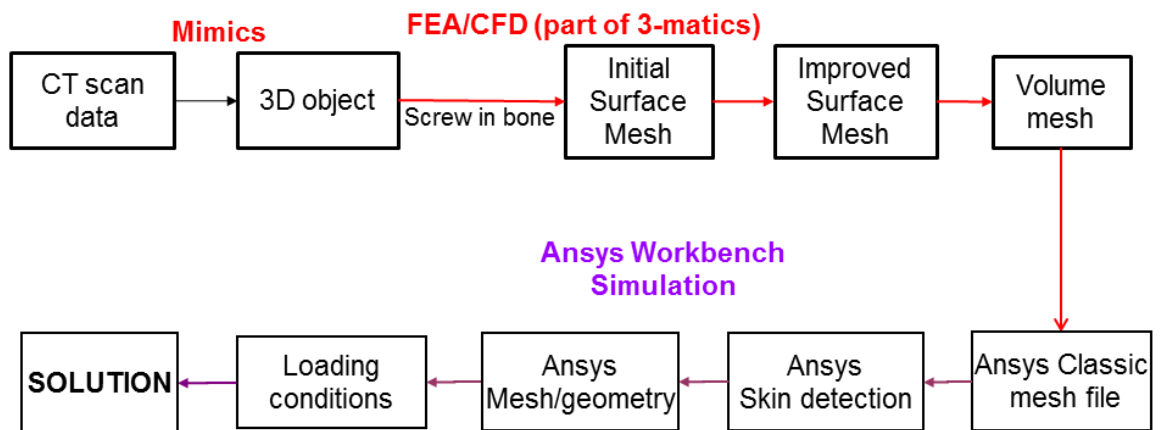 Mimics
FEA/CFD (part of 3-matics)
CT scan
data
3D object
Screw in bone
Initial
Surface
Mesh
Improved
Surface
Mesh
Volume
mesh
Ansys Workbench
Simulation
SOLUTION
Loading
conditions
Ansys
Mesh/geometry
Ansys
Skin detection
Ansys Classic
mesh file